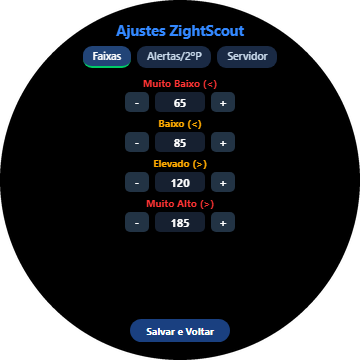 Ajustes ZightScout
Faixas Alertas/2ºP Servidor
Muito Baixo (<)
- 65 +
Baixo (<)
- 85 +
Elevado (>)
- 120 +
Muito Alto (>)
- 185 +
Salvar e Voltar